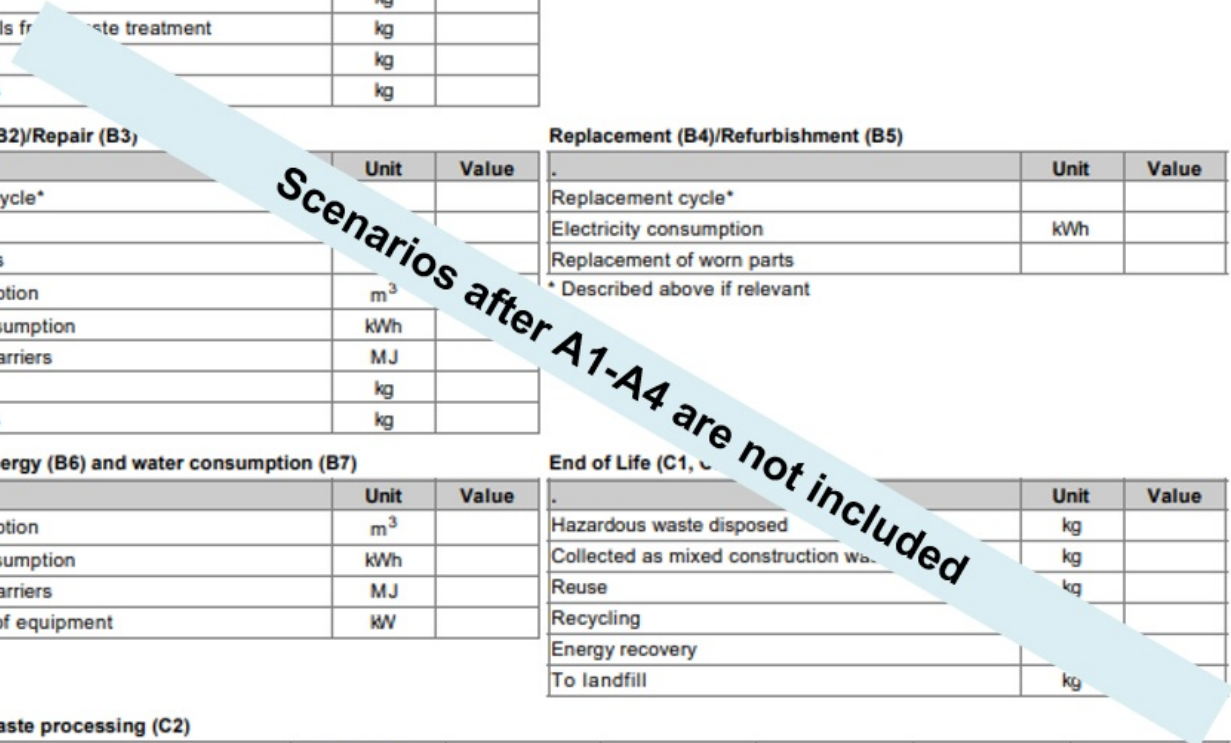 kg
ste treatment kg
kg
kg
B2)/Repair (B3)
Unit Value
ycle*
s
ption m³
sumption kWh
arriers MJ
kg
s kg
Replacement (B4)/Refurbishment (B5)
. Unit Value
Replacement cycle*
Electricity consumption kWh
Replacement of worn parts
* Described above if relevant
Scenarios after A1-A4 are not included
ergy (B6) and water consumption (B7)
Unit Value
ption m³
sumption kWh
arriers MJ
of equipment kW
End of Life (C1, C
. Unit Value
Hazardous waste disposed kg
Collected as mixed construction wa kg
Reuse kg
Recycling
Energy recovery
To landfill kg
aste processing (C2)